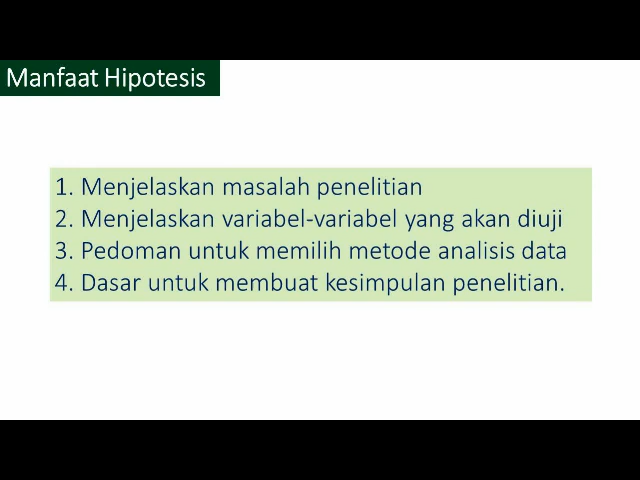 Manfaat Hipotesis
1. Menjelaskan masalah penelitian
2. Menjelaskan variabel-variabel yang akan diuji
3. Pedoman untuk memilih metode analisis data
4. Dasar untuk membuat kesimpulan penelitian.